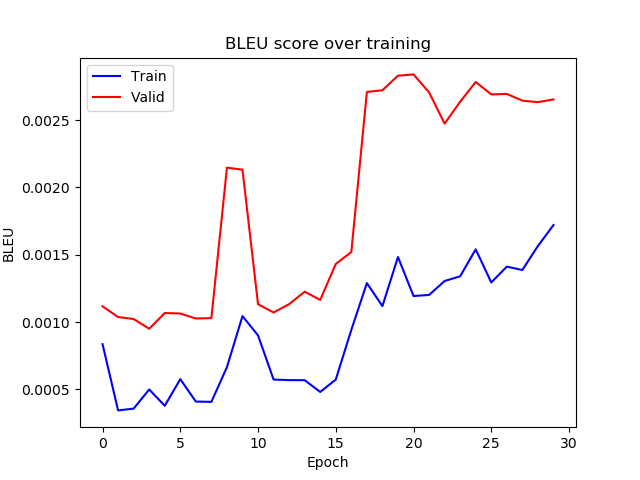 BLEU score over training
Train
Valid
BLEU
0.0025
0.0020
0.0015
0.0010
0.0005
0 5 10 15 20 25 30
Epoch